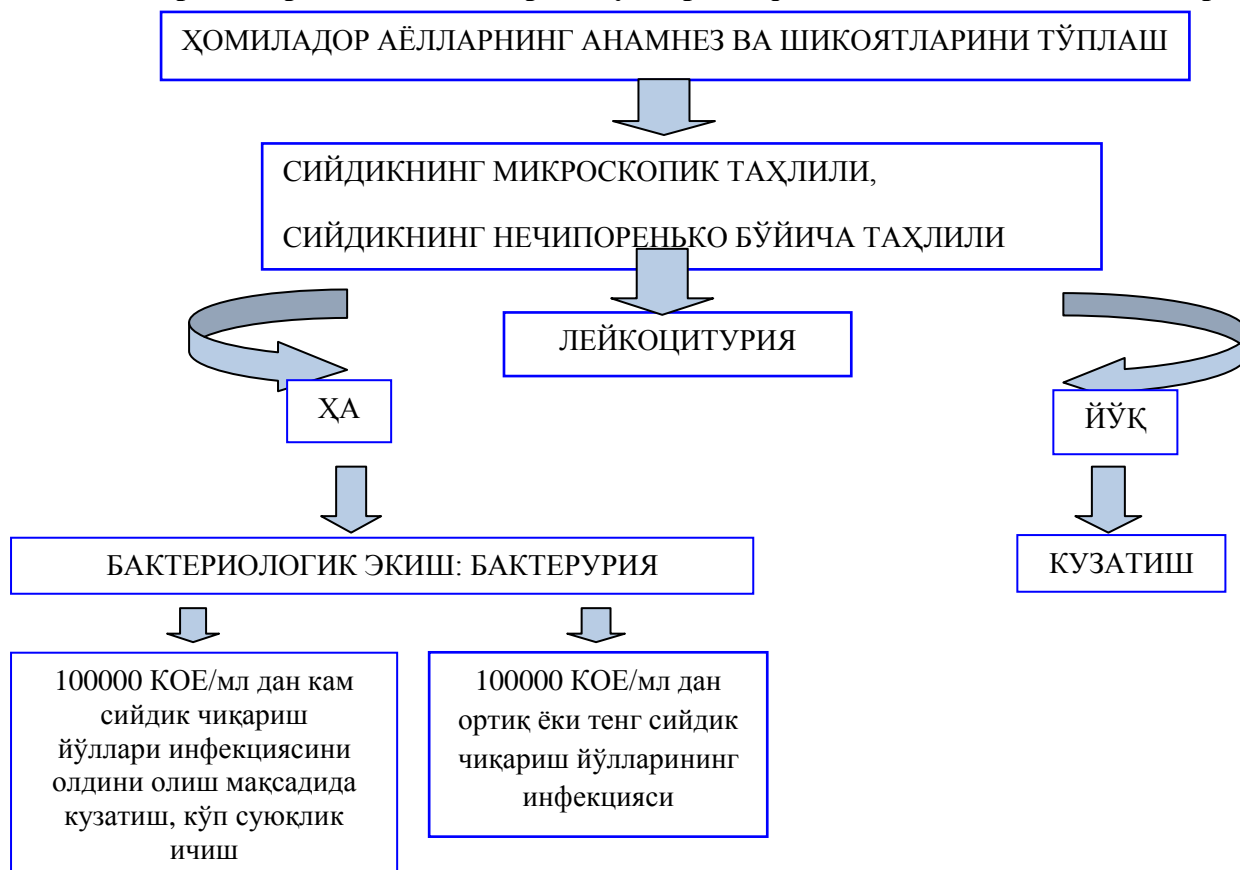 ҲОМИЛАДОР АЁЛЛАРНИНГ АНАМНЕЗ ВА ШИКОЯТЛАРИНИ ТЎПЛАШ
СИЙДИКНИНГ МИКРОСКОПИК ТАҲЛИЛИ,
СИЙДИКНИНГ НЕЧИПОРЕНЬКО БЎЙИЧА ТАҲЛИЛИ
ЛЕЙКОЦИТУРИЯ
ҲА
ЙЎҚ
БАКТЕРИОЛОГИК ЭКИШ: БАКТЕРУРИЯ
КУЗАТИШ
100000 КОЕ/мл дан кам
сийдик чиқариш
йўллари инфекциясини
олдини олиш мақсадида
кузатиш, кўп суюқлик
ичиш
100000 КОЕ/мл дан
ортиқ ёки тенг сийдик
чиқариш йўлларининг
инфекцияси